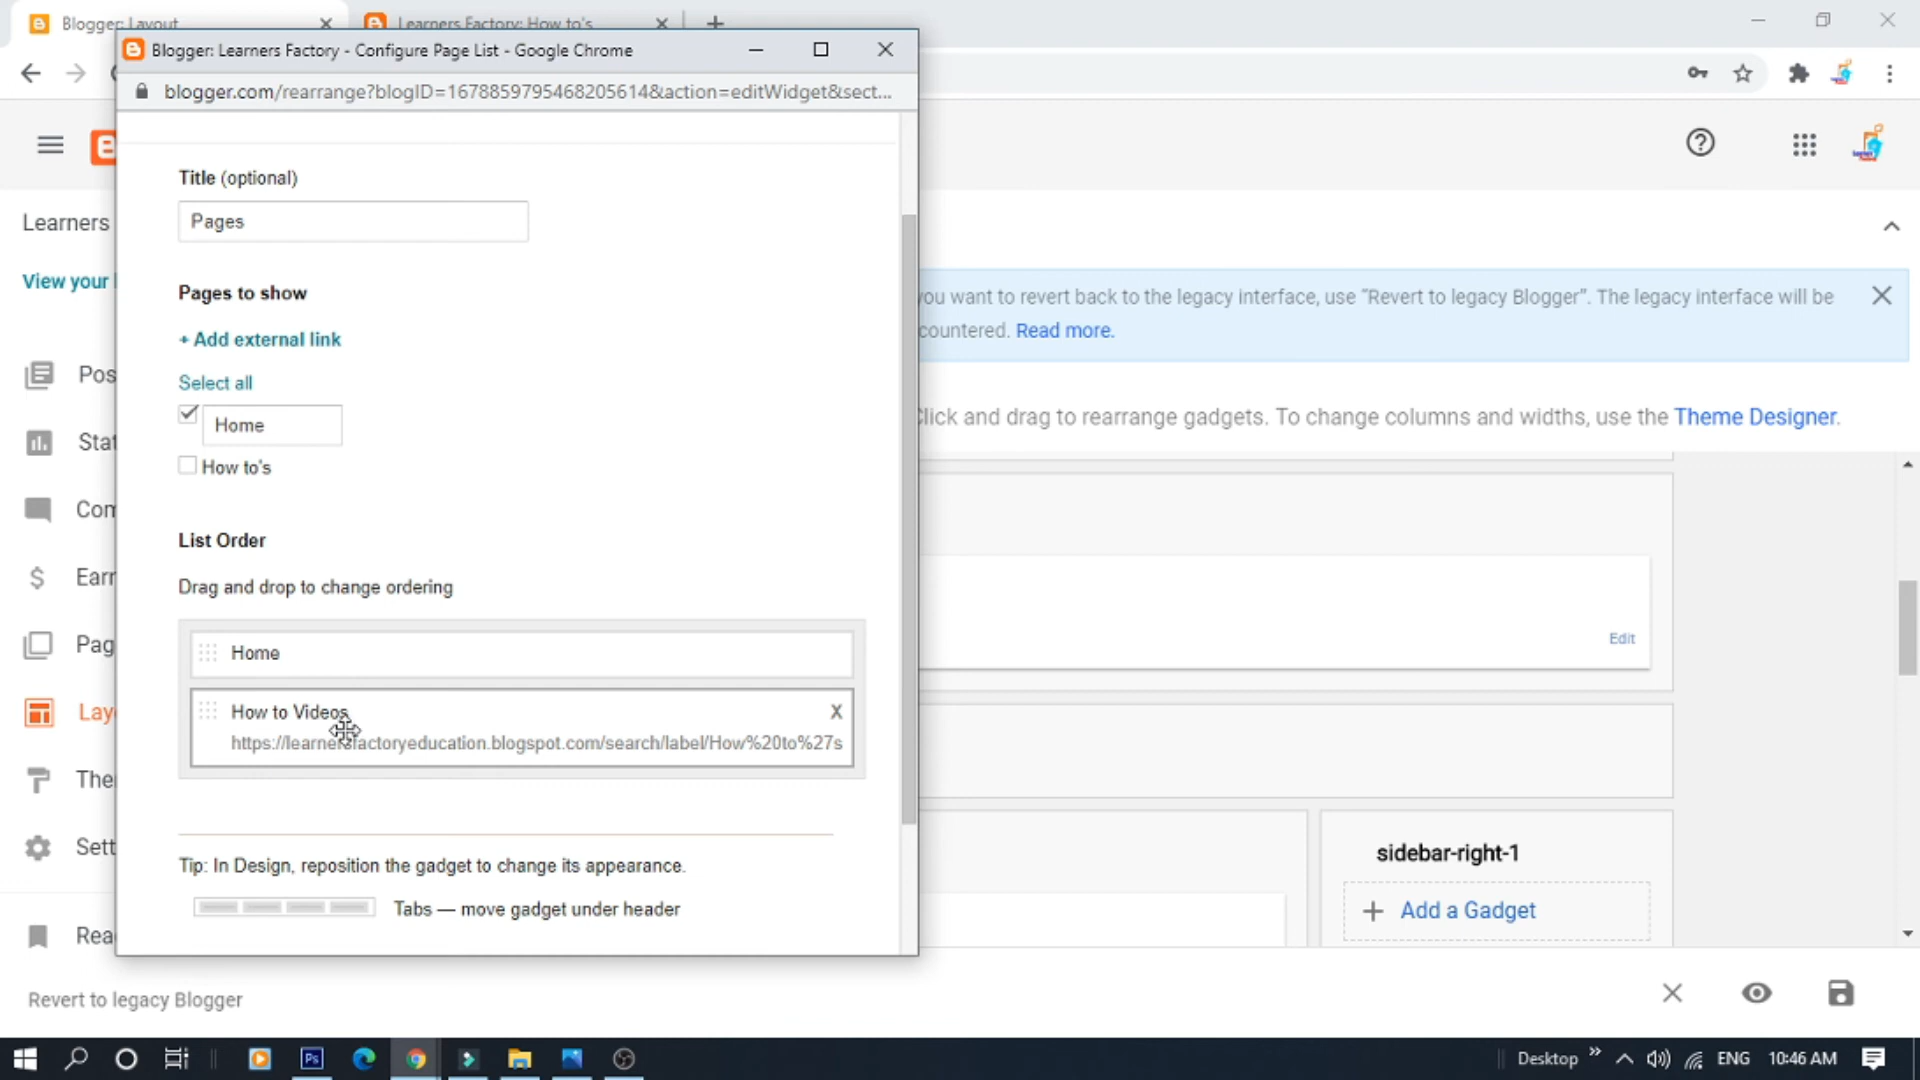 Blogger: Layout
Learners Factory: How to's
Blogger: Learners Factory - Configure Page List - Google Chrome
blogger.com/rearrange?blogID=1678859795468205614&action=editWidget&sect...
Title (optional)
Pages
Pages to show
+ Add external link
Select all
Home
How to's
List Order
Drag and drop to change ordering
Home
How to Videos
X
https://learnersfactoryeducation.blogspot.com/search/label/How%20to%27s
Tip: In Design, reposition the gadget to change its appearance.
Tabs — move gadget under header
Learners
View your
Pos
Stat
Com
Earr
Pag
Lay
The
Sett
Rea
Revert to legacy Blogger
you want to revert back to the legacy interface, use “Revert to legacy Blogger”. The legacy interface will be
countered. Read more.
Click and drag to rearrange gadgets. To change columns and widths, use the Theme Designer.
Edit
sidebar-right-1
+ Add a Gadget
Ps
Desktop
ENG
10:46 AM